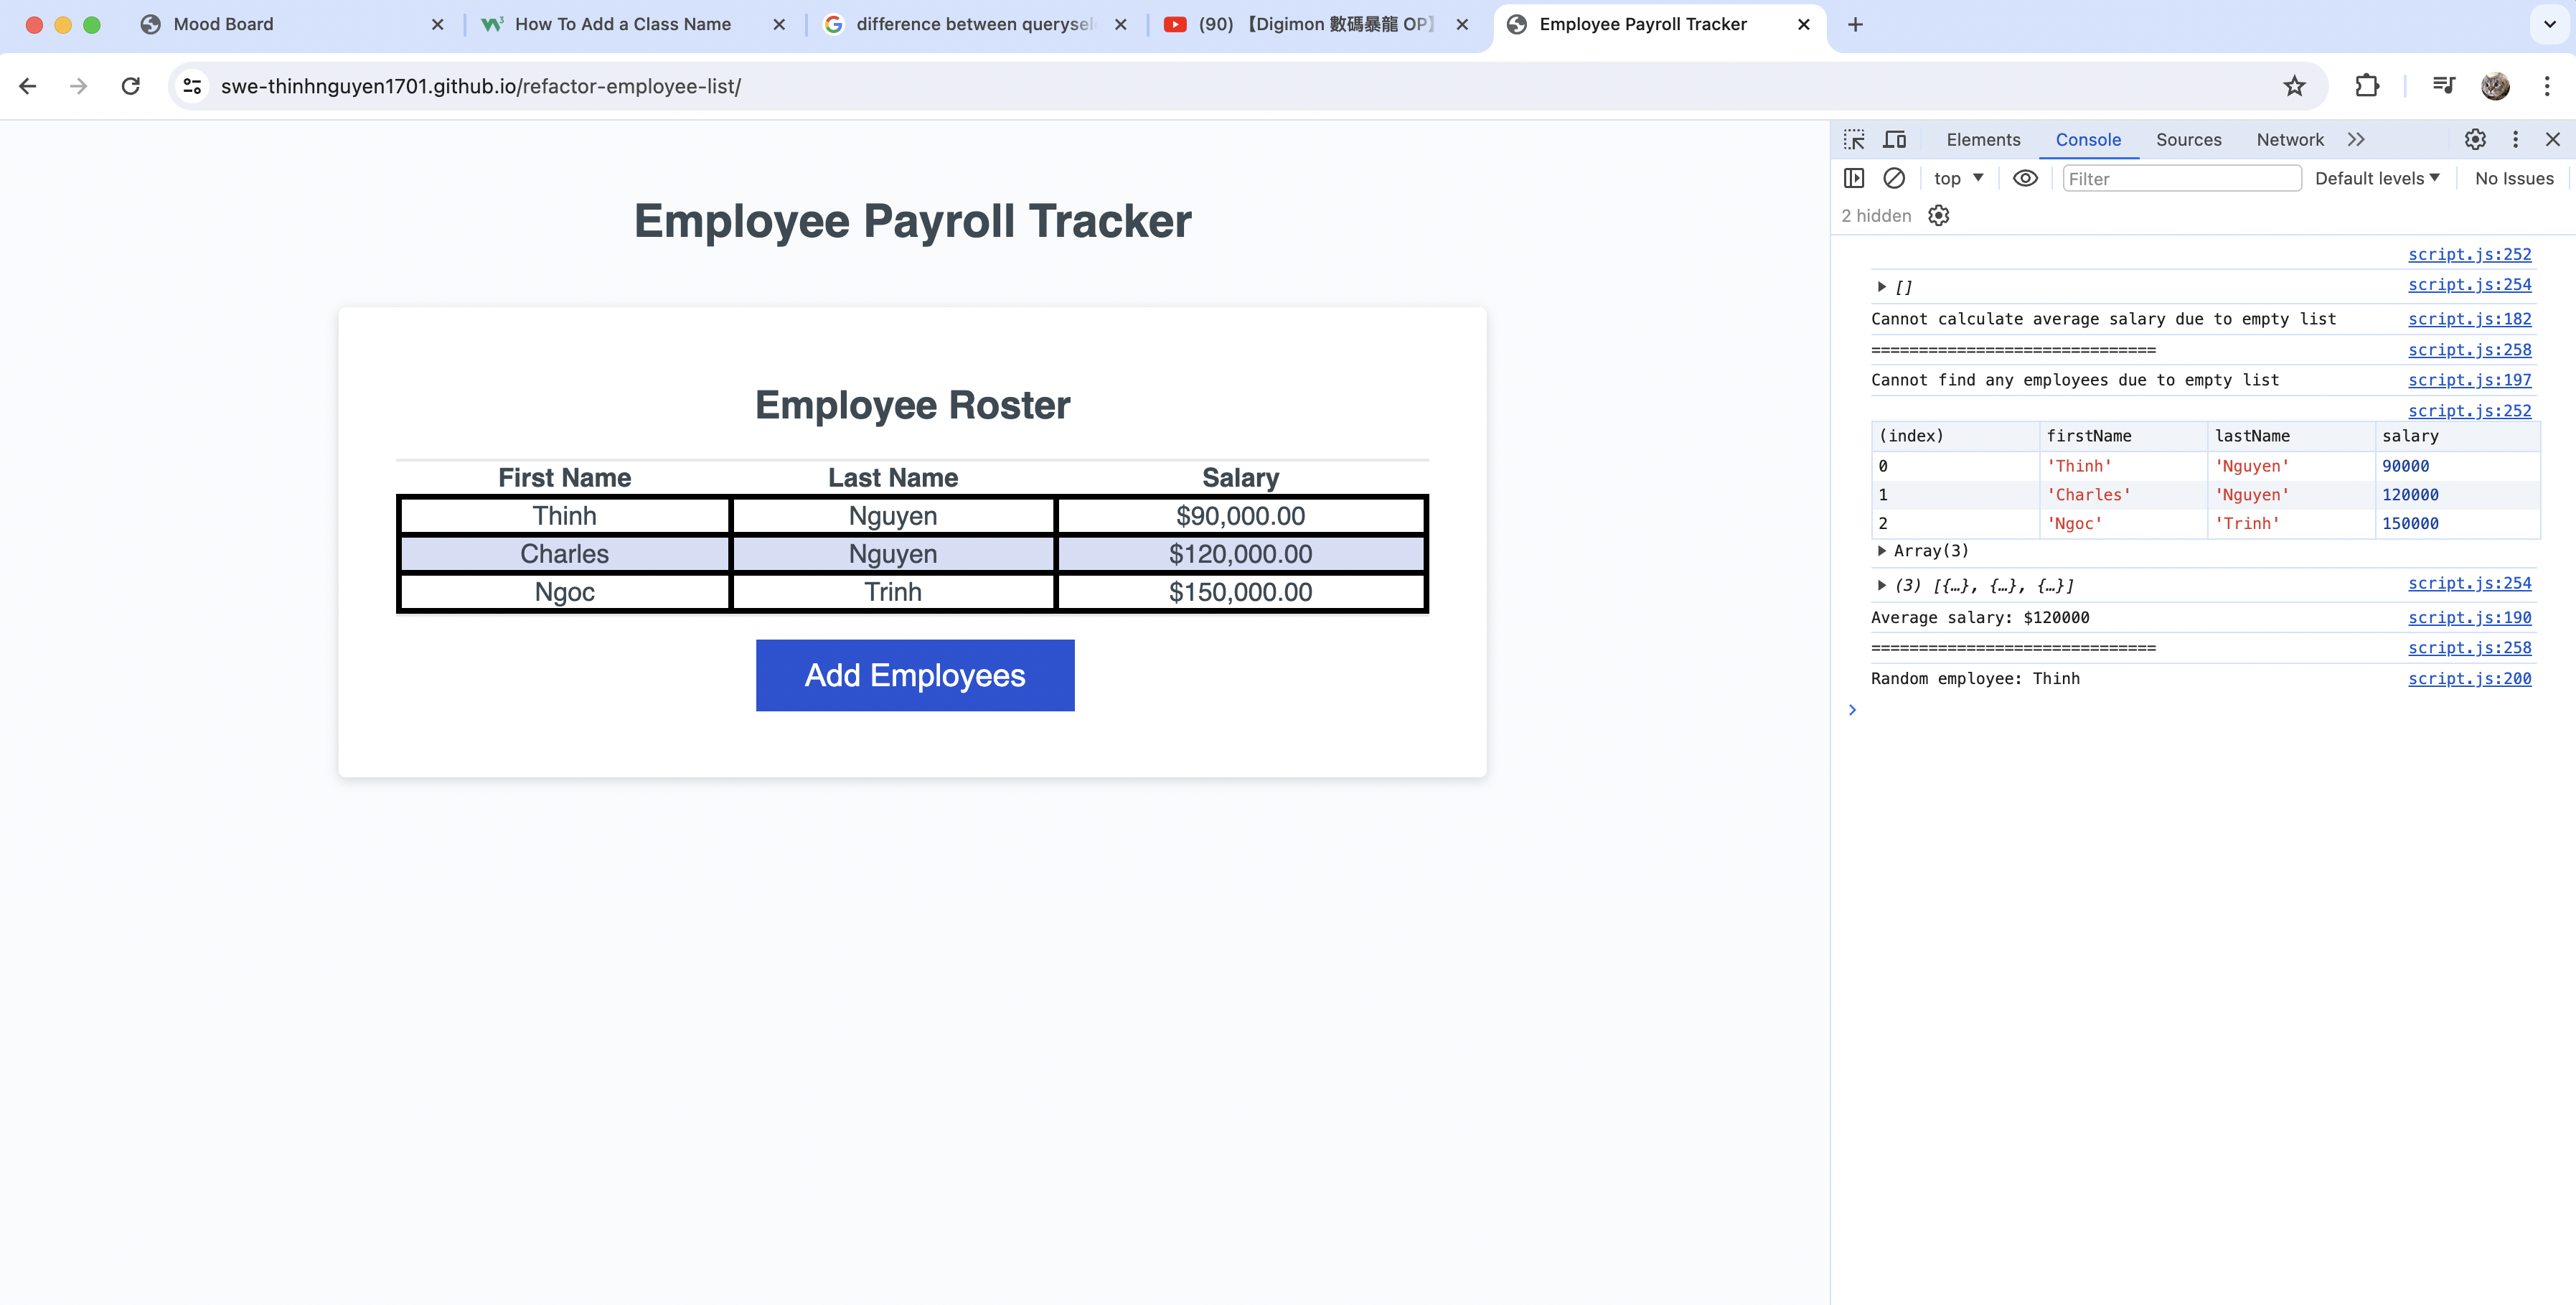 Mood Board
How To Add a Class Name
difference between querysel
(90) 【Digimon 數碼暴龍 OP】
Employee Payroll Tracker
swe-thinhnguyen1701.github.io/refactor-employee-list/
Employee Payroll Tracker
Employee Roster
First Name Last Name Salary
Thinh Nguyen $90,000.00
Charles Nguyen $120,000.00
Ngoc Trinh $150,000.00
Add Employees
Elements Console Sources Network
top Filter Default levels No Issues
2 hidden
script.js:252
[] script.js:254
Cannot calculate average salary due to empty list script.js:182
============================== script.js:258
Cannot find any employees due to empty list script.js:197
script.js:252
(index) firstName lastName salary
0 'Thinh' 'Nguyen' 90000
1 'Charles' 'Nguyen' 120000
2 'Ngoc' 'Trinh' 150000
Array(3)
(3) [{…}, {…}, {…}] script.js:254
Average salary: $120000 script.js:190
============================== script.js:258
Random employee: Thinh script.js:200